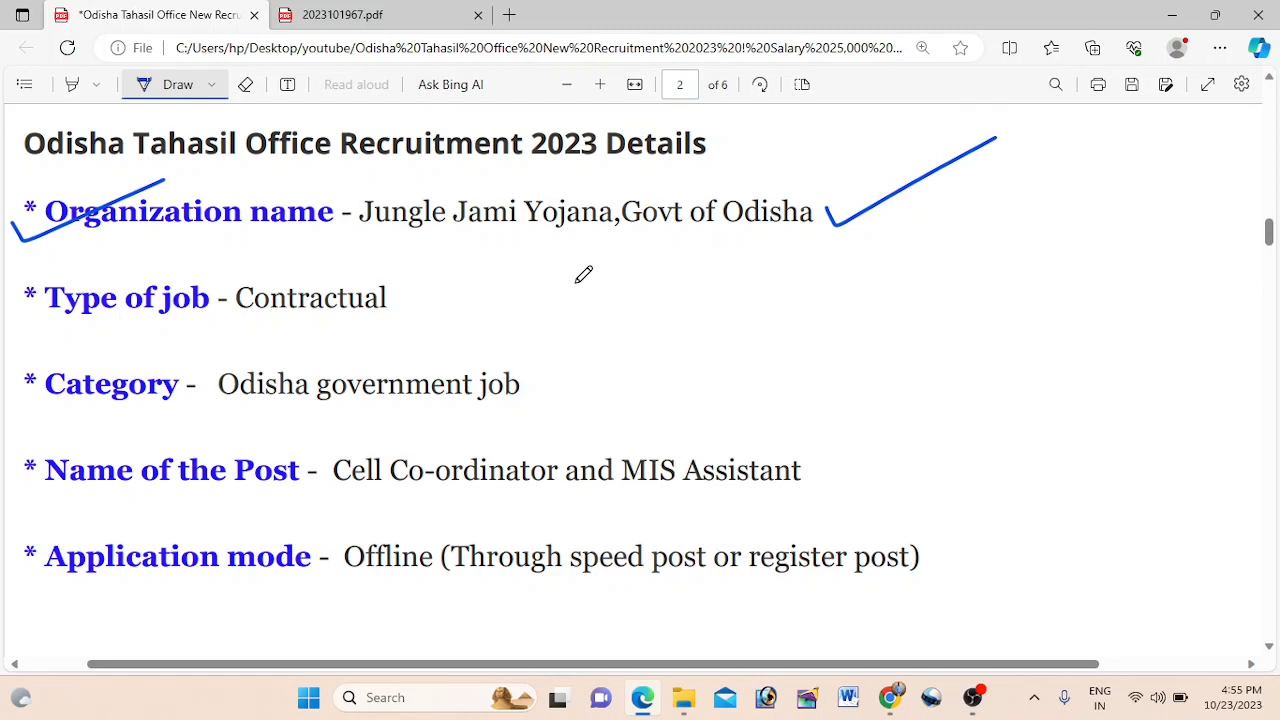 *Odisha Tahasil Office New Recru
2023101967.pdf
File
C:/Users/hp/Desktop/youtube/Odisha%20Tahasil%20Office%20New%20Recruitment%202023%20!%20Salary%2025,000%20...
Draw
Read aloud
Ask Bing AI
2
of 6
Odisha Tahasil Office Recruitment 2023 Details
* Organization name - Jungle Jami Yojana,Govt of Odisha
* Type of job - Contractual
* Category - Odisha government job
* Name of the Post - Cell Co-ordinator and MIS Assistant
* Application mode - Offline (Through speed post or register post)
Search
ENG
IN
4:55 PM
10/23/2023